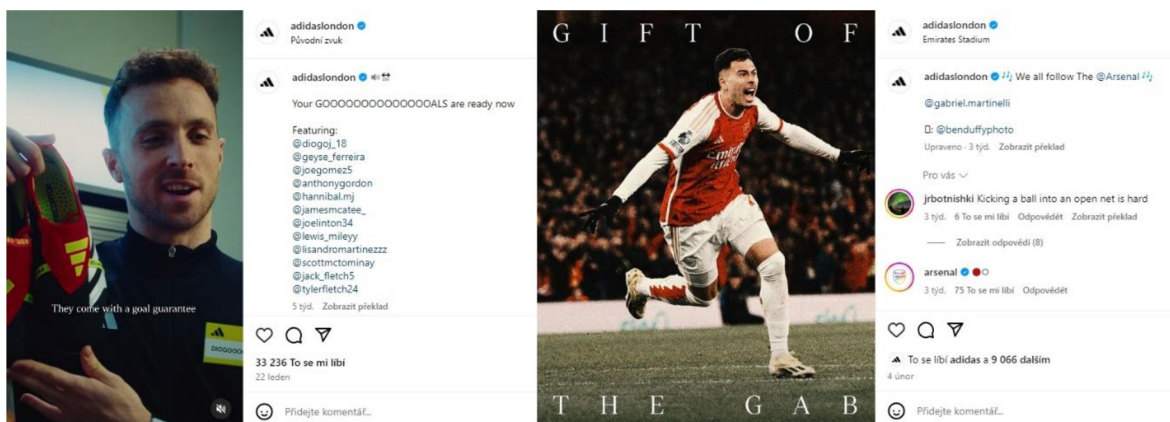 adidaslondon
Původní zvuk
adidaslondon
Your GOOOOOOOOOOOOOOALS are ready now
Featuring:
@diogoj_18
@geyse_ferreira
@joegomez5
@anthonygordon
@hannibal.mj
@jamesmcatee_
@joelinton34
@lewis_mileyy
@lisandromartinezzz
@scottmctominay
@jack_fletch5
@tylerfletch24
5 týd. Zobrazit překlad
33 236 To se mi líbí
22 leden
Přidejte komentář...
They come with a goal guarantee
GIFT OF
THE GAB
adidaslondon
Emirates Stadium
adidaslondon 🎶 We all follow The @Arsenal 🎶
@gabriel.martinelli
: @benduffyphoto
Upraveno · 3 týd. Zobrazit překlad
Pro vás
jrbotnishki Kicking a ball into an open net is hard
3 týd. 6 To se mi líbí Odpovědět Zobrazit překlad
Zobrazit odpovědi (8)
arsenal 🔴⚪
3 týd. 75 To se mi líbí Odpovědět
To se líbí adidas a 9 066 dalším
4 únor
Přidejte komentář...